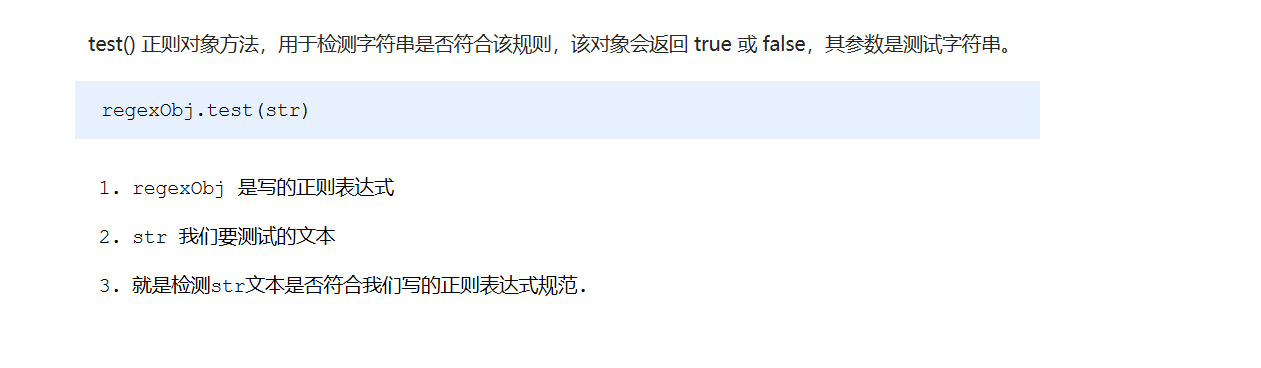 test() 正则对象方法，用于检测字符串是否符合该规则，该对象会返回 true 或 false，其参数是测试字符串。
regexObj.test(str)
1. regexObj 是写的正则表达式
2. str 我们要测试的文本
3. 就是检测str文本是否符合我们写的正则表达式规范.